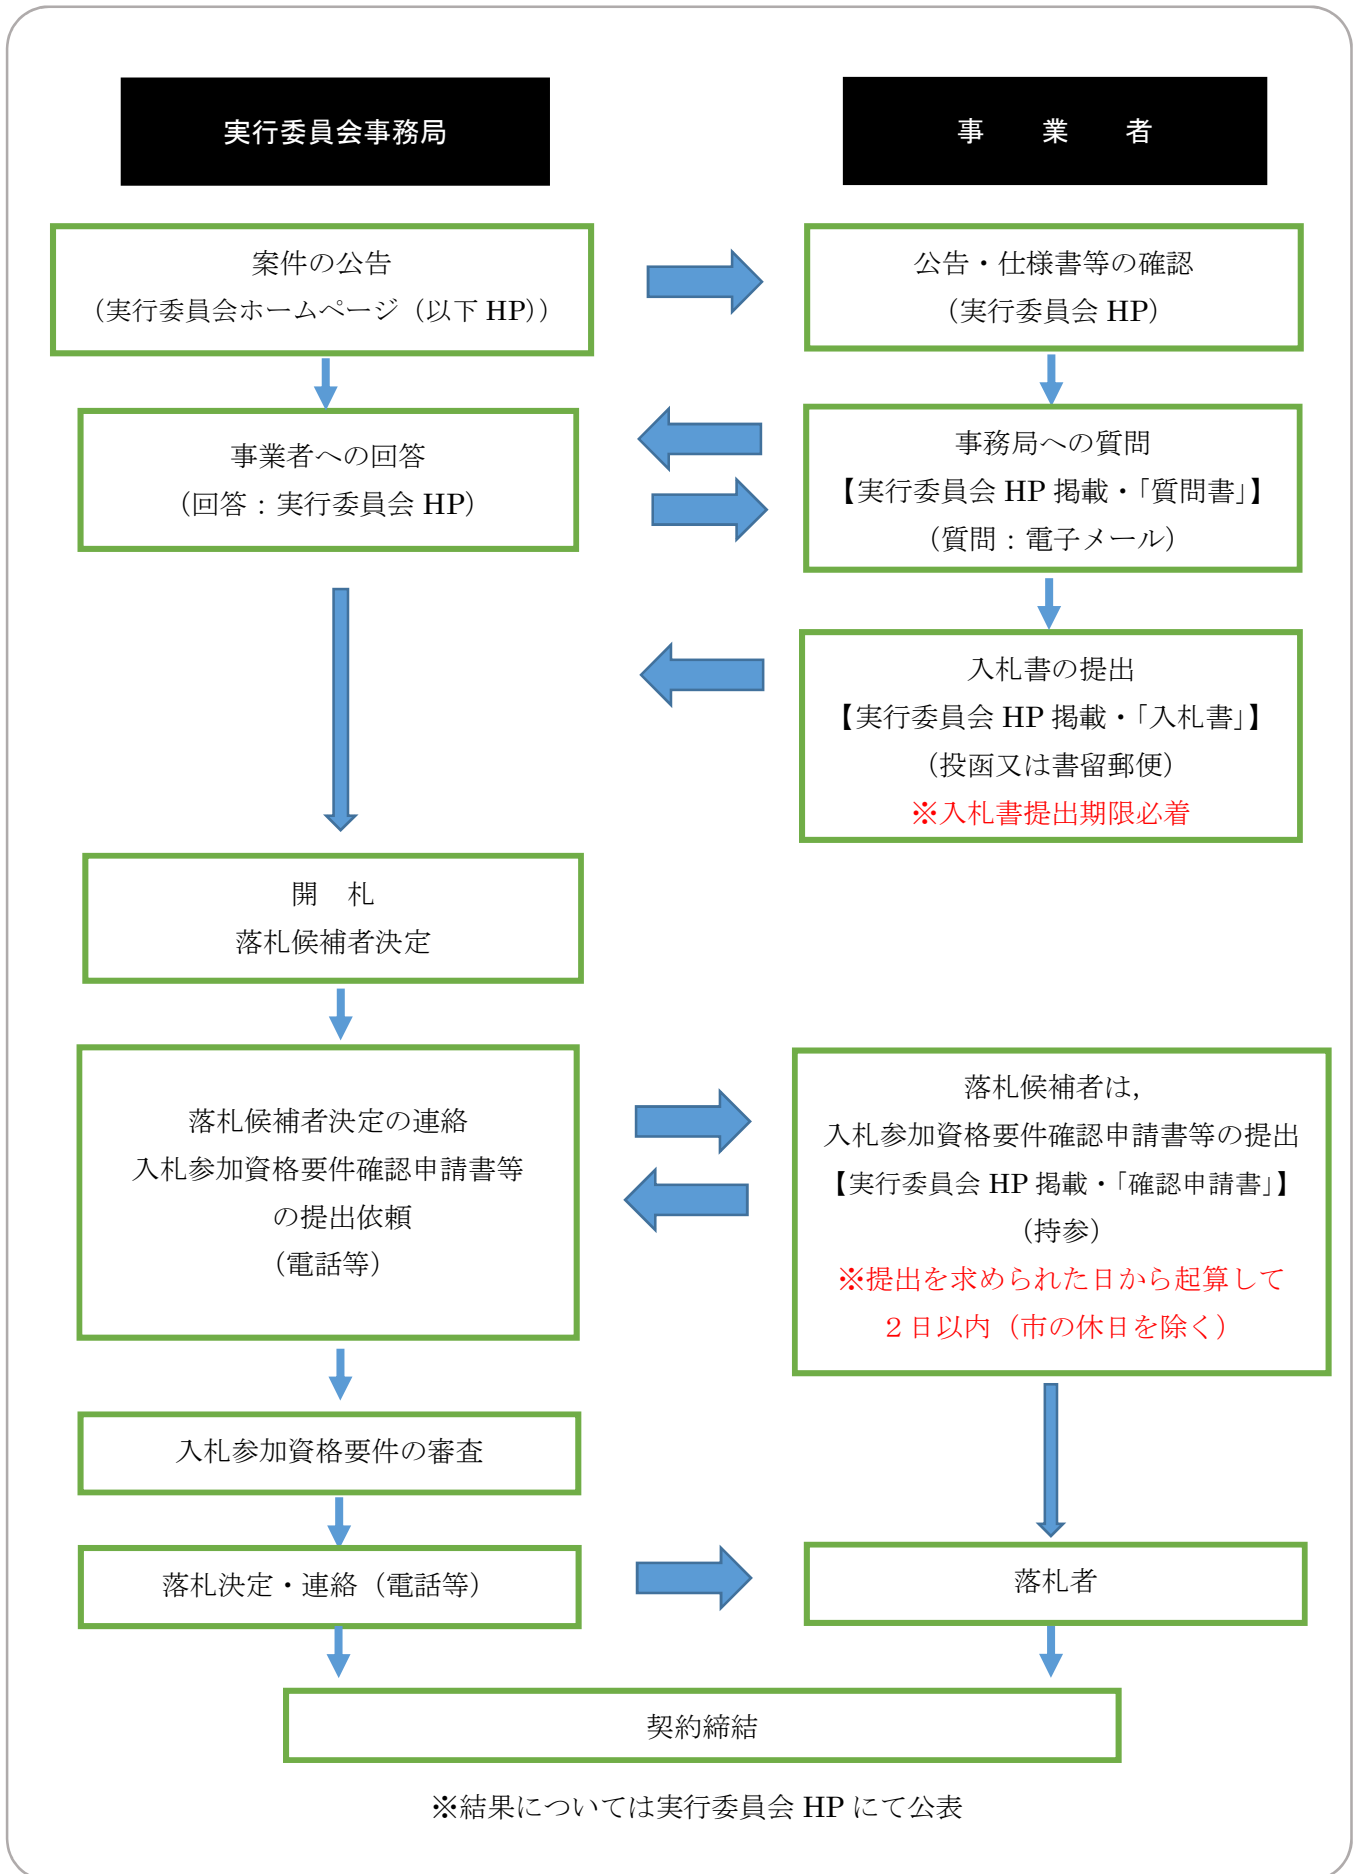 実行委員会事務局
事　業　者
案件の公告
（実行委員会ホームページ（以下 HP））
公告・仕様書等の確認
（実行委員会 HP）
事業者への回答
（回答：実行委員会 HP）
事務局への質問
【実行委員会 HP 掲載・「質問書」】
（質問：電子メール）
入札書の提出
【実行委員会 HP 掲載・「入札書」】
（投函又は書留郵便）
※入札書提出期限必着
開　札
落札候補者決定
落札候補者決定の連絡
入札参加資格要件確認申請書等
の提出依頼
（電話等）
落札候補者は，
入札参加資格要件確認申請書等の提出
【実行委員会 HP 掲載・「確認申請書」】
（持参）
※提出を求められた日から起算して
２日以内（市の休日を除く）
入札参加資格要件の審査
落札決定・連絡（電話等）
落札者
契約締結
※結果については実行委員会 HP にて公表